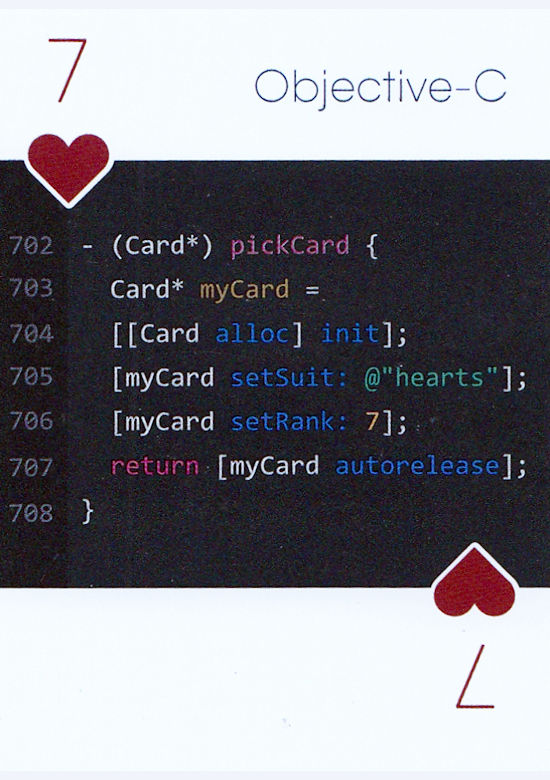 7
Objective-C
702 - (Card*) pickCard {
703 Card* myCard =
704 [[Card alloc] init];
705 [myCard setSuit: @"hearts"];
706 [myCard setRank: 7];
707 return [myCard autorelease];
708 }
7